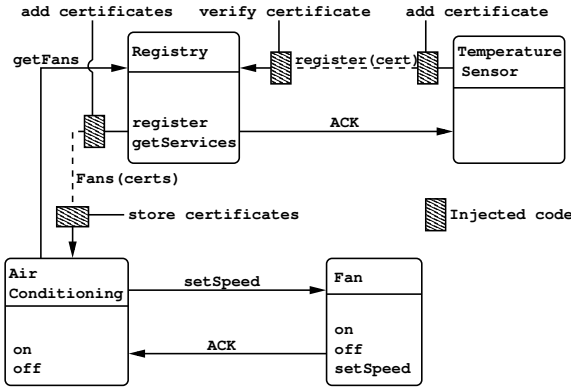 add certificates
verify certificate
add certificate
getFans
Registry
register(cert)
Temperature
Sensor
register
getServices
ACK
Fans(certs)
store certificates
Injected code
Air
Conditioning
setSpeed
Fan
on
off
ACK
on
off
setSpeed